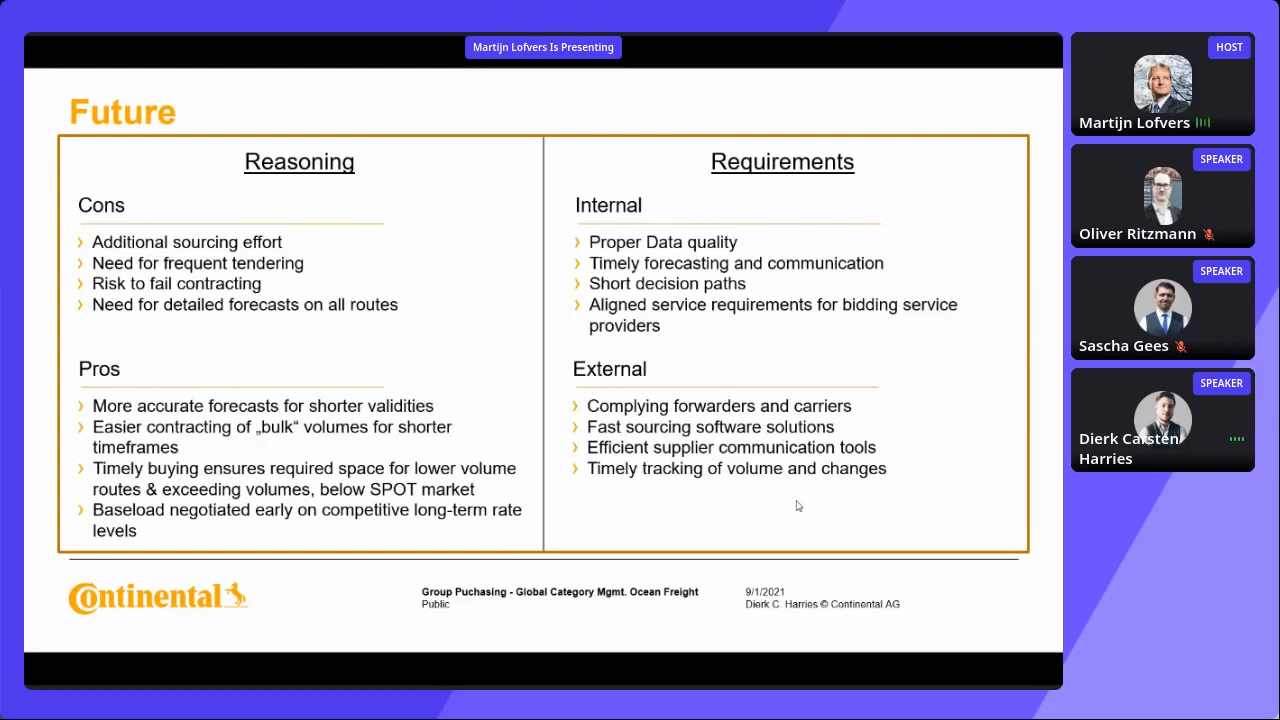 Martijn Lofvers Is Presenting
Future
Reasoning
Cons
Additional sourcing effort
Need for frequent tendering
Risk to fail contracting
Need for detailed forecasts on all routes
Pros
More accurate forecasts for shorter validities
Easier contracting of „bulk“ volumes for shorter
timeframes
Timely buying ensures required space for lower volume
routes & exceeding volumes, below SPOT market
Baseload negotiated early on competitive long-term rate
levels
Requirements
Internal
Proper Data quality
Timely forecasting and communication
Short decision paths
Aligned service requirements for bidding service
providers
External
Complying forwarders and carriers
Fast sourcing software solutions
Efficient supplier communication tools
Timely tracking of volume and changes
Continental
Group Puchasing - Global Category Mgmt. Ocean Freight
Public
9/1/2021
Dierk C. Harries © Continental AG
HOST
Martijn Lofvers
SPEAKER
Oliver Ritzmann
SPEAKER
Sascha Gees
SPEAKER
Dierk Carsten
Harries